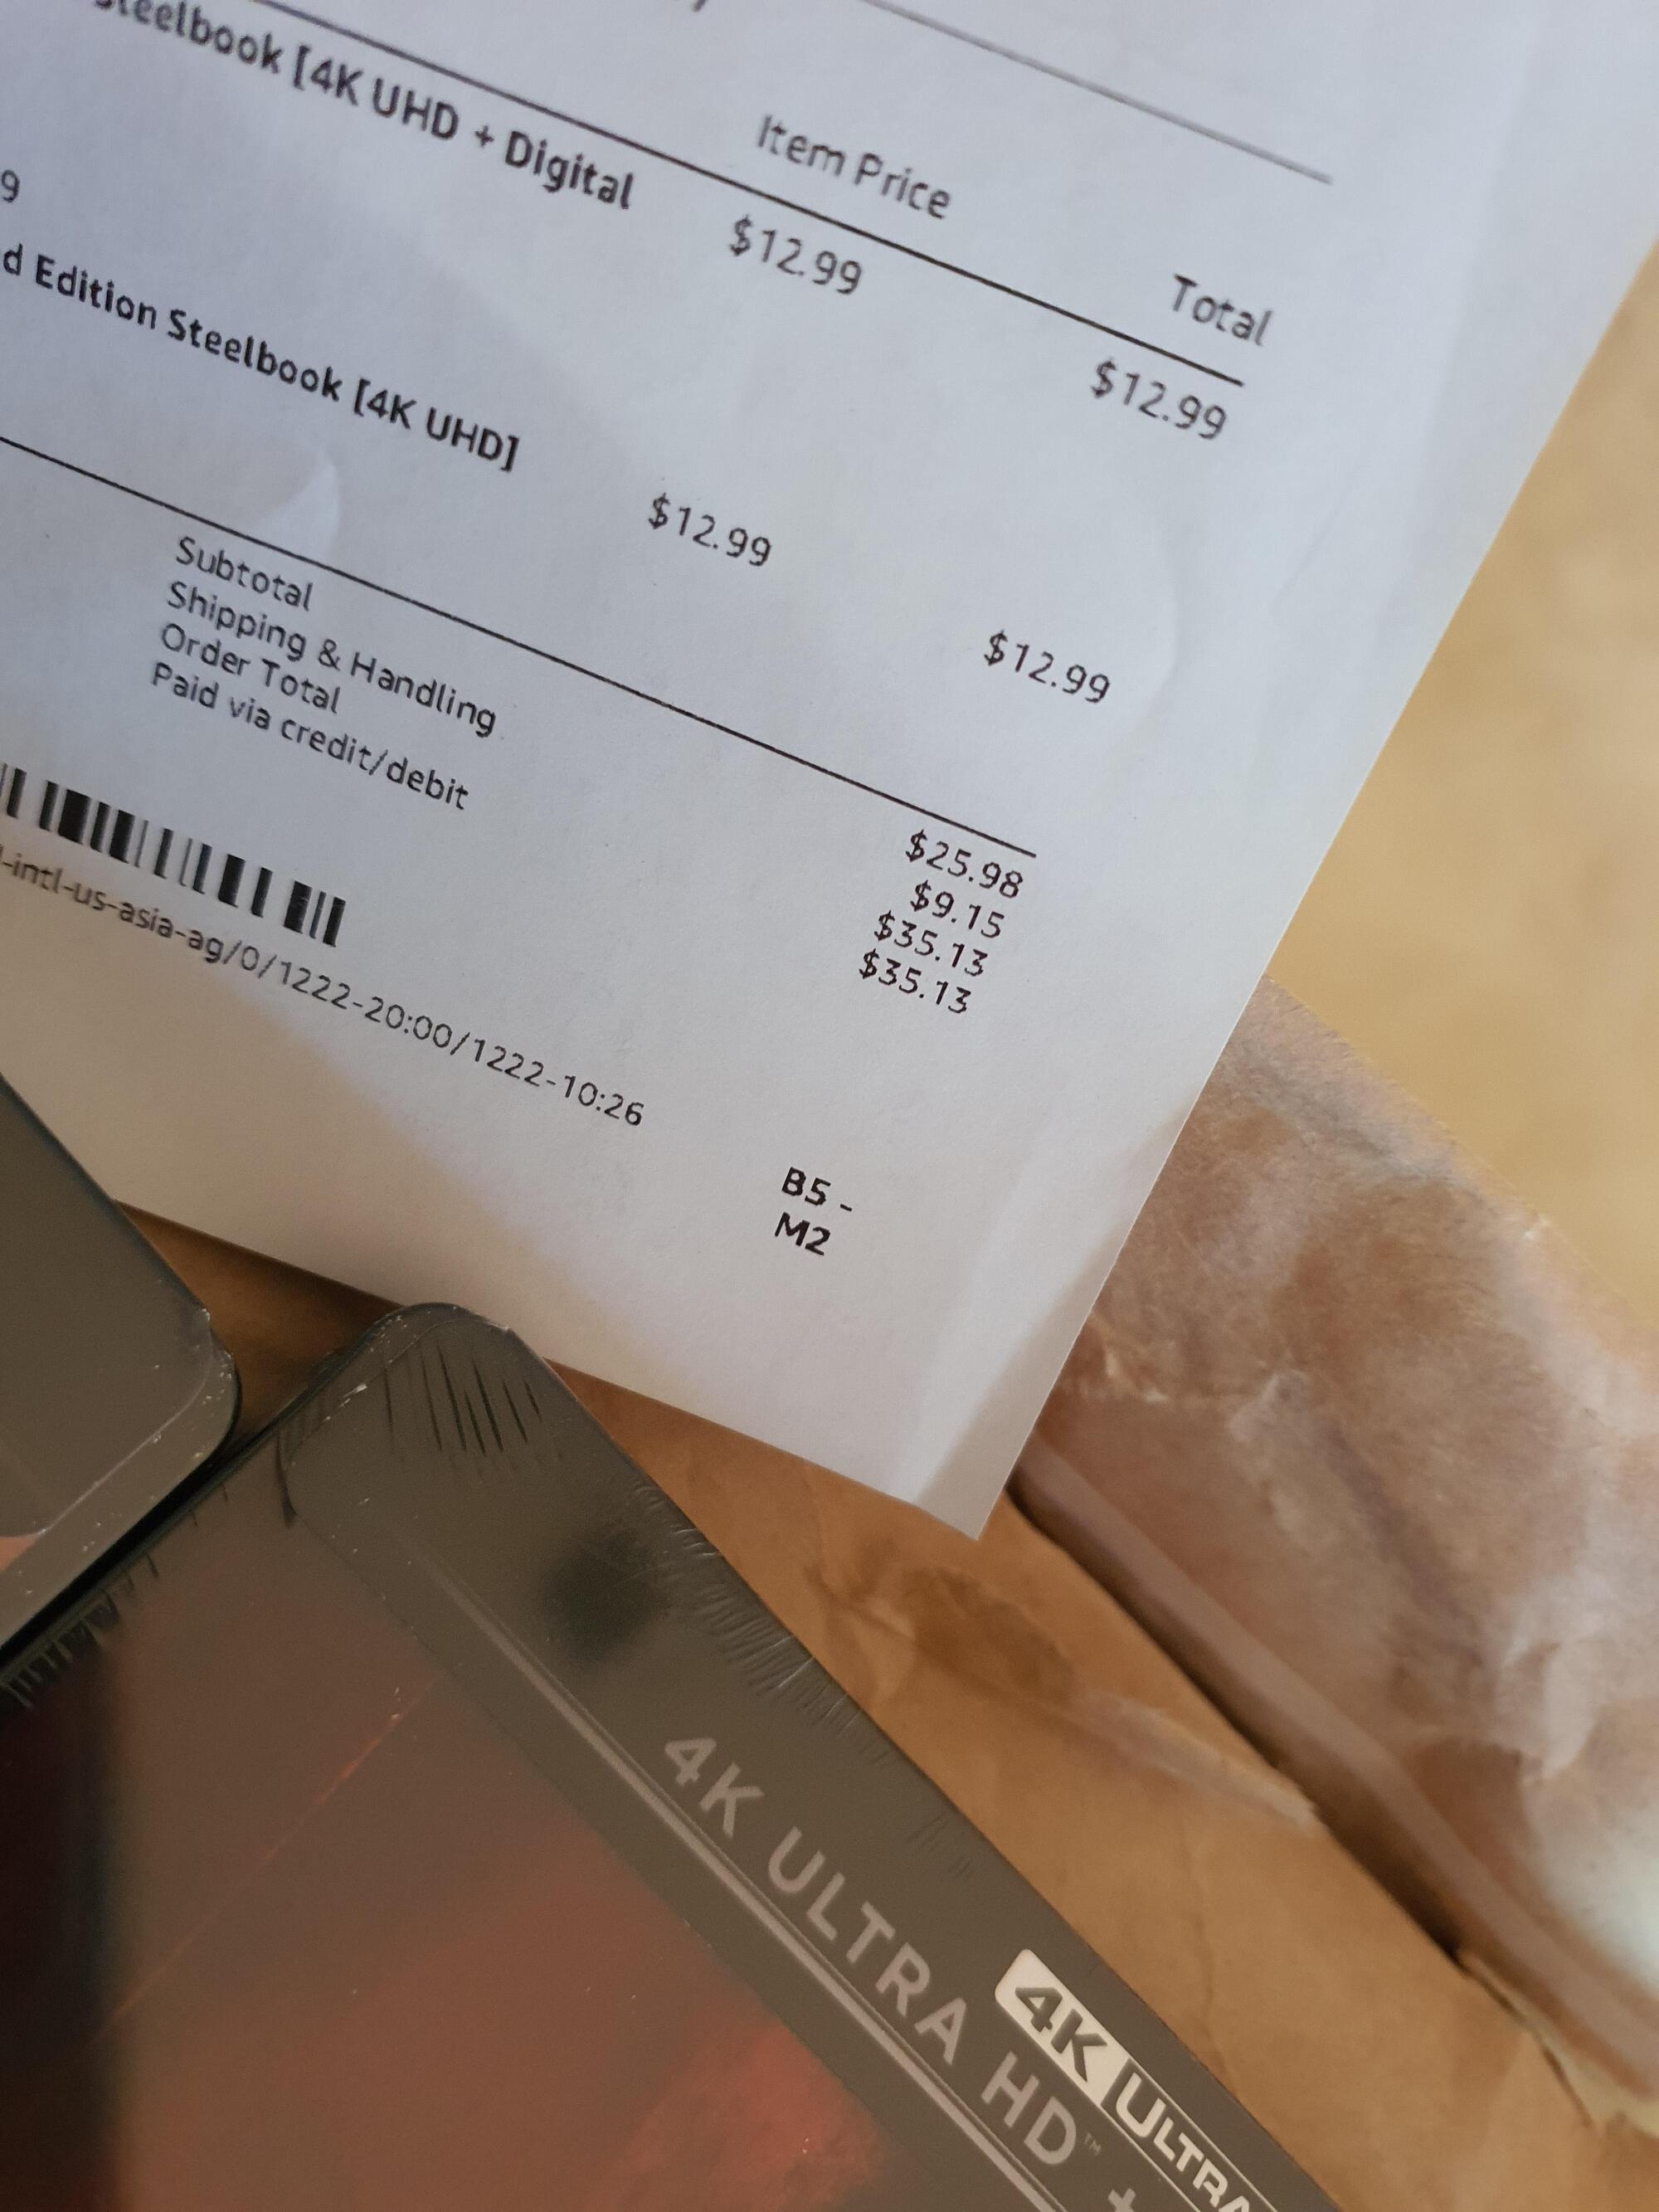 Item Price
Total
Steelbook [4K UHD + Digital
$12.99
$12.99
9
d Edition Steelbook [4K UHD]
$12.99
$12.99
Subtotal $25.98
Shipping & Handling $9.15
Order Total $35.13
Paid via credit/debit $35.13
-intl-us-asia-ag/0/1222-20:00/1222-10:26
B5 -
M2
4K ULTRA
4K ULTRA HD™ +